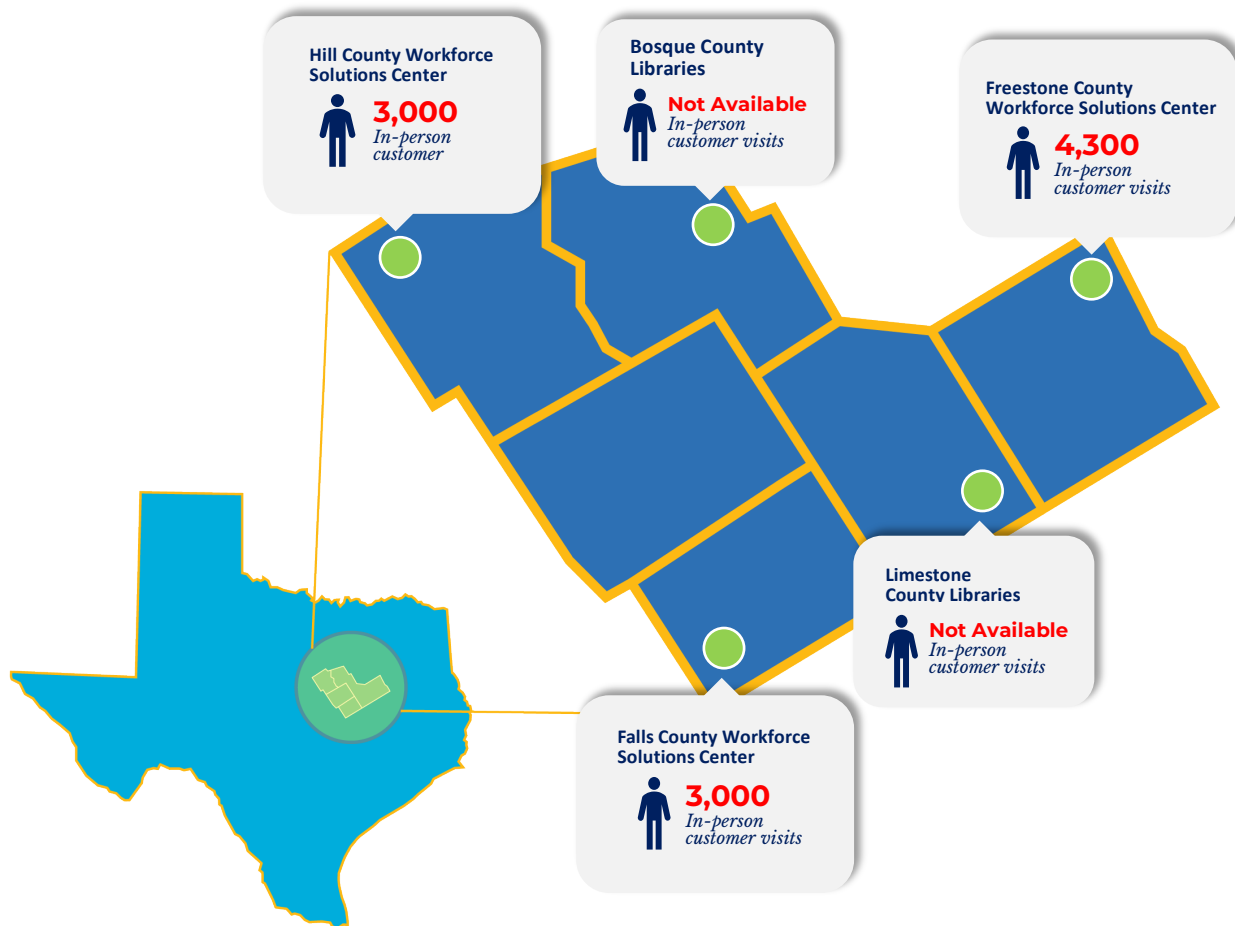 Hill County Workforce
Solutions Center
3,000
In-person
customer
Bosque County
Libraries
Not Available
In-person
customer visits
Freestone County
Workforce Solutions Center
4,300
In-person
customer visits
Limestone
County Libraries
Not Available
In-person
customer visits
Falls County Workforce
Solutions Center
3,000
In-person
customer visits